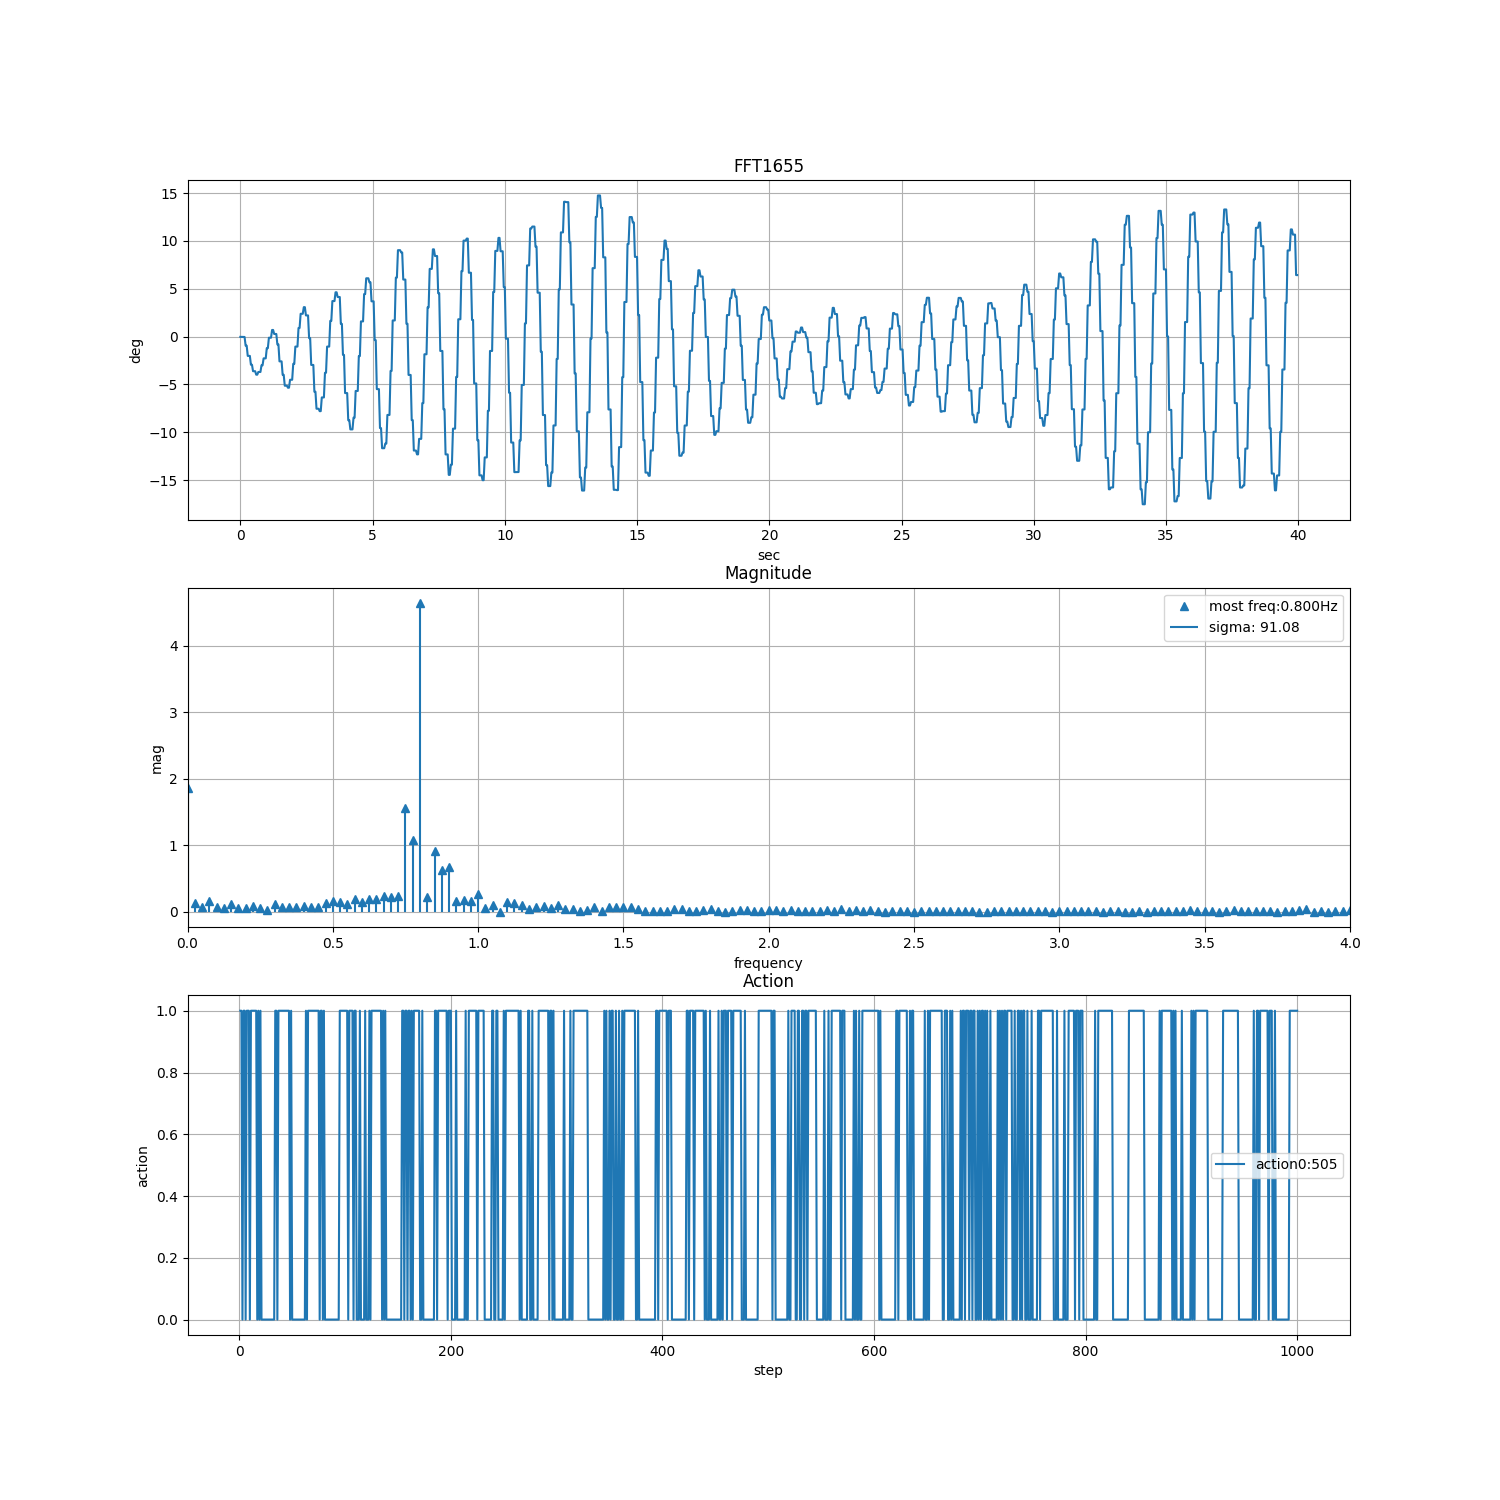 FFT1655
15
10
5
0
−5
−10
−15
deg
0 5 10 15 20 25 30 35 40
sec
Magnitude
most freq:0.800Hz
sigma: 91.08
4
3
2
1
0
mag
0.0 0.5 1.0 1.5 2.0 2.5 3.0 3.5 4.0
frequency
Action
1.0
0.8
0.6
0.4
0.2
0.0
action
action0:505
0 200 400 600 800 1000
step